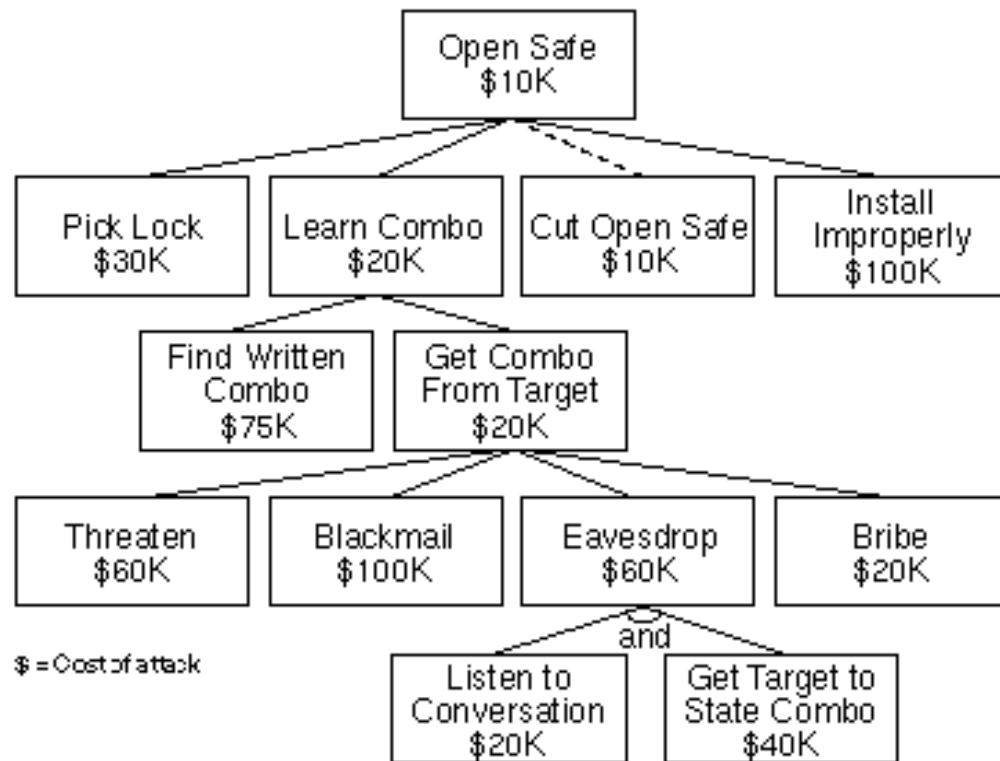 Open Safe
$10K
Pick Lock
$30K
Learn Combo
$20K
Cut Open Safe
$10K
Install
Improperly
$100K
Find Written
Combo
$75K
Get Combo
From Target
$20K
Threaten
$60K
Blackmail
$100K
Eavesdrop
$60K
Bribe
$20K
and
$ = Cost of attack
Listen to
Conversation
$20K
Get Target to
State Combo
$40K